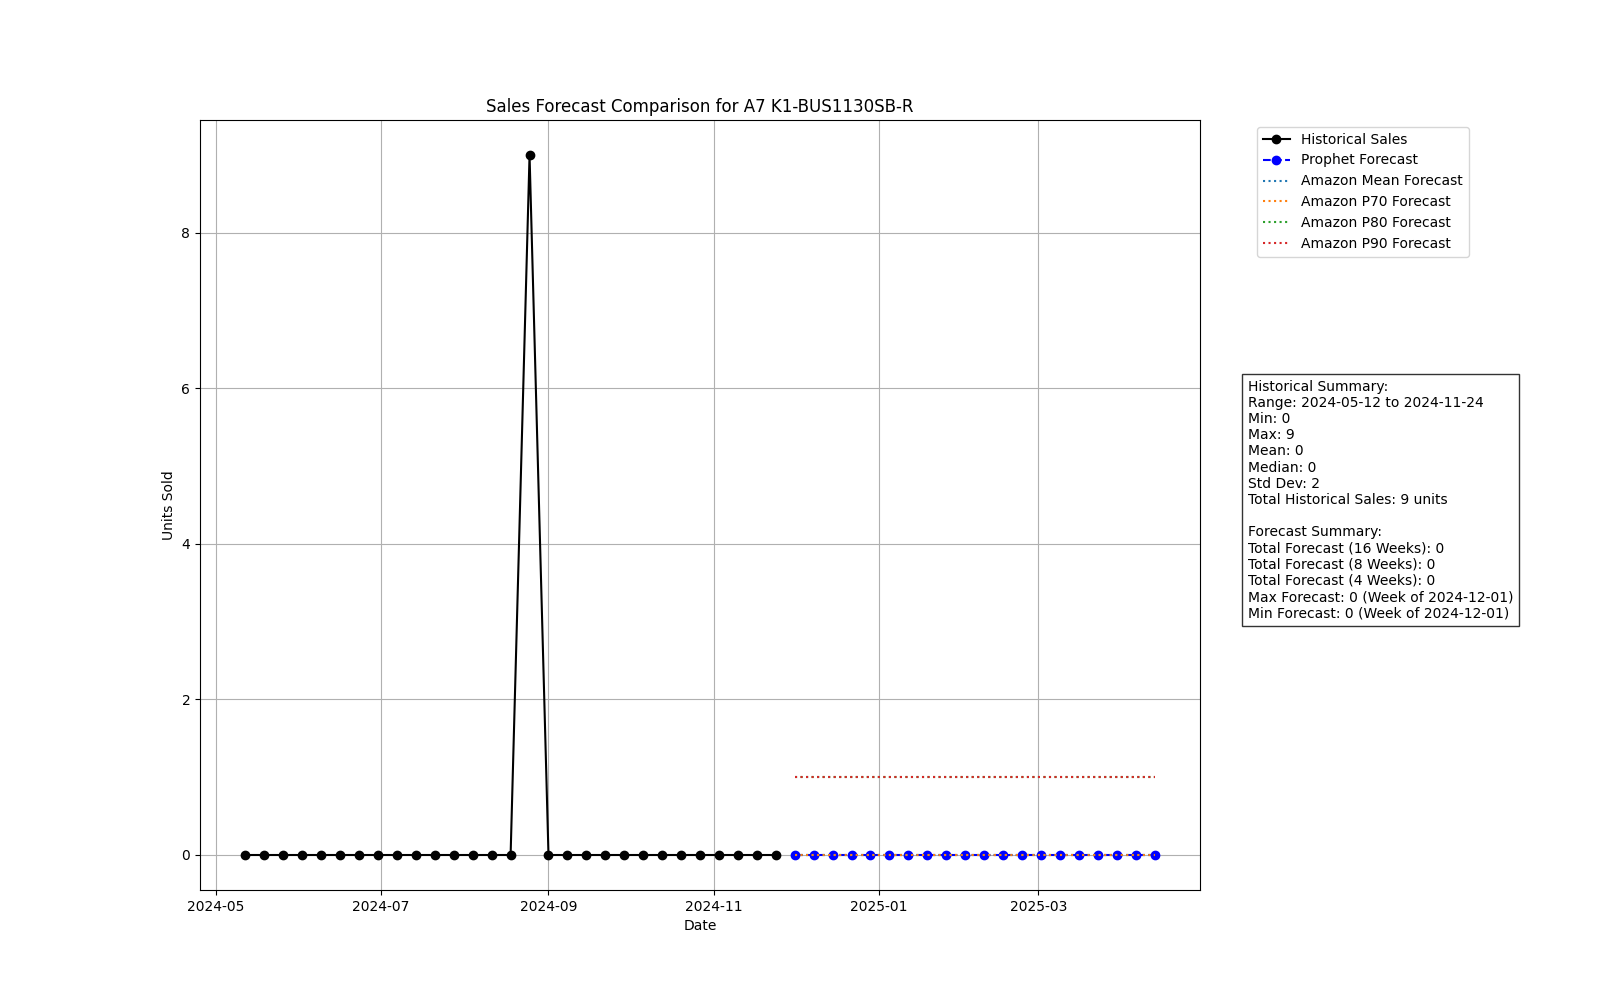 Sales Forecast Comparison for A7 K1-BUS1130SB-R
Historical Sales
Prophet Forecast
Amazon Mean Forecast
Amazon P70 Forecast
Amazon P80 Forecast
Amazon P90 Forecast
8
6
4
2
0
Units Sold
2024-05
2024-07
2024-09
2024-11
2025-01
2025-03
Date
Historical Summary:
Range: 2024-05-12 to 2024-11-24
Min: 0
Max: 9
Mean: 0
Median: 0
Std Dev: 2
Total Historical Sales: 9 units
Forecast Summary:
Total Forecast (16 Weeks): 0
Total Forecast (8 Weeks): 0
Total Forecast (4 Weeks): 0
Max Forecast: 0 (Week of 2024-12-01)
Min Forecast: 0 (Week of 2024-12-01)